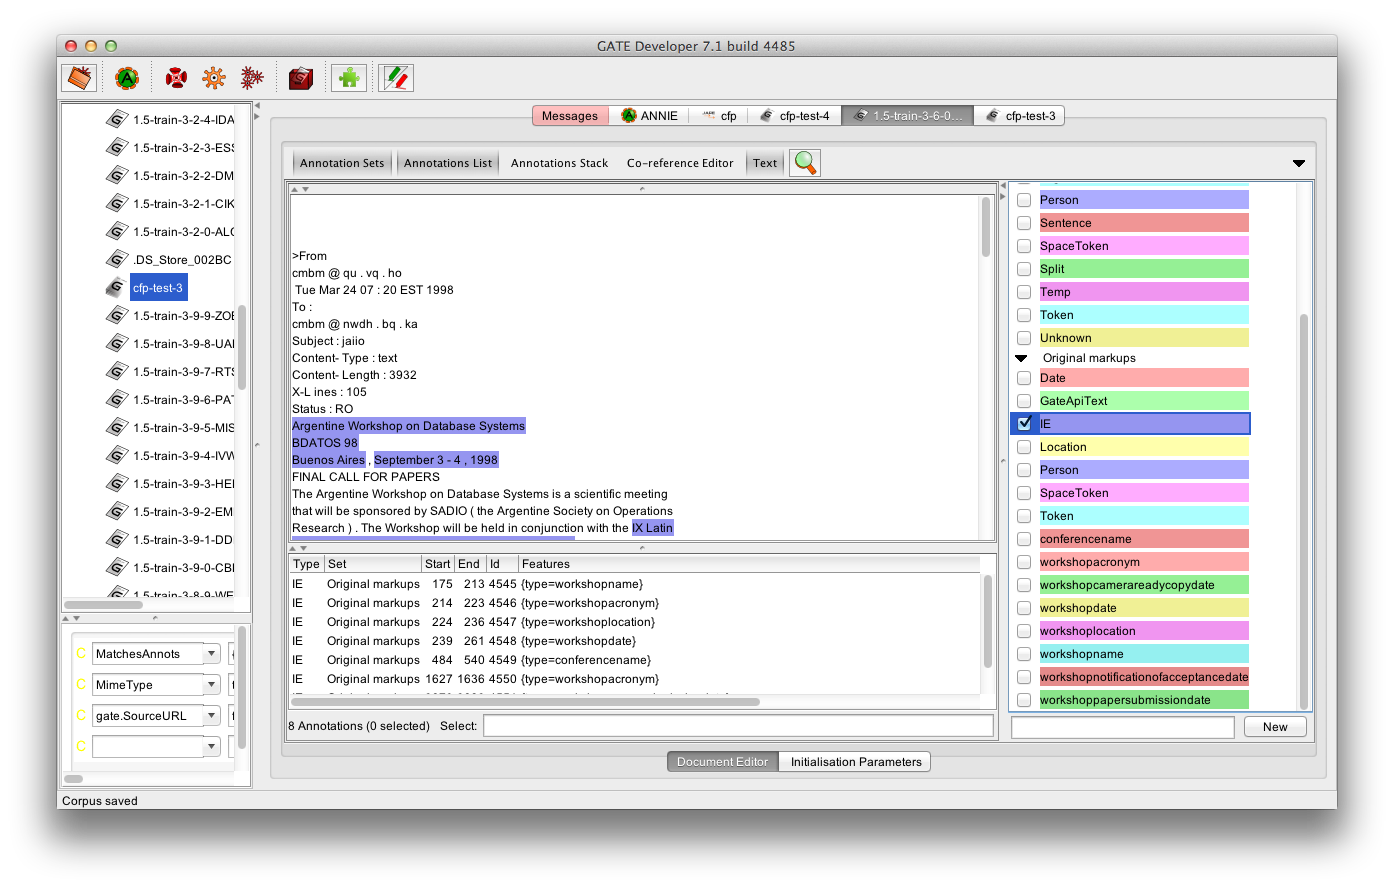 GATE Developer 7.1 build 4485
Messages
ANNIE
cfp
cfp-test-4
1.5-train-3-6-0...
cfp-test-3
1.5-train-3-2-4-IDA
1.5-train-3-2-3-ESS
1.5-train-3-2-2-DM
1.5-train-3-2-1-CIK
1.5-train-3-2-0-ALG
.DS_Store_002BC
cfp-test-3
1.5-train-3-9-9-ZOE
1.5-train-3-9-8-UAI
1.5-train-3-9-7-RTS
1.5-train-3-9-6-PAT
1.5-train-3-9-5-MIS
1.5-train-3-9-4-IVW
1.5-train-3-9-3-HEI
1.5-train-3-9-2-EM
1.5-train-3-9-1-DD
1.5-train-3-9-0-CBI
1.5-train-3-8-9-WE
C MatchesAnnots
C MimeType
C gate.SourceURL
C
Annotation Sets Annotations List Annotations Stack Co-reference Editor Text
>From
cmbm @ qu . vq . ho
Tue Mar 24 07 : 20 EST 1998
To :
cmbm @ nwdh . bq . ka
Subject : jaiio
Content- Type : text
Content- Length : 3932
X-L ines : 105
Status : RO
Argentine Workshop on Database Systems
BDATOS 98
Buenos Aires , September 3 - 4 , 1998
FINAL CALL FOR PAPERS
The Argentine Workshop on Database Systems is a scientific meeting
that will be sponsored by SADIO ( the Argentine Society on Operations
Research ) . The Workshop will be held in conjunction with the IX Latin
Type Set Start End Id Features
IE Original markups 175 213 4545 {type=workshopname}
IE Original markups 214 223 4546 {type=workshopacronym}
IE Original markups 224 236 4547 {type=workshoplocation}
IE Original markups 239 261 4548 {type=workshopdate}
IE Original markups 484 540 4549 {type=conferencename}
IE Original markups 1627 1636 4550 {type=workshopacronym}
8 Annotations (0 selected) Select:
Person
Sentence
SpaceToken
Split
Temp
Token
Unknown
Original markups
Date
GateApiText
IE
Location
Person
SpaceToken
Token
conferencename
workshopacronym
workshopcamerareadycopydate
workshopdate
workshoplocation
workshopname
workshopnotificationofacceptancedate
workshoppapersubmissiondate
New
Document Editor Initialisation Parameters
Corpus saved